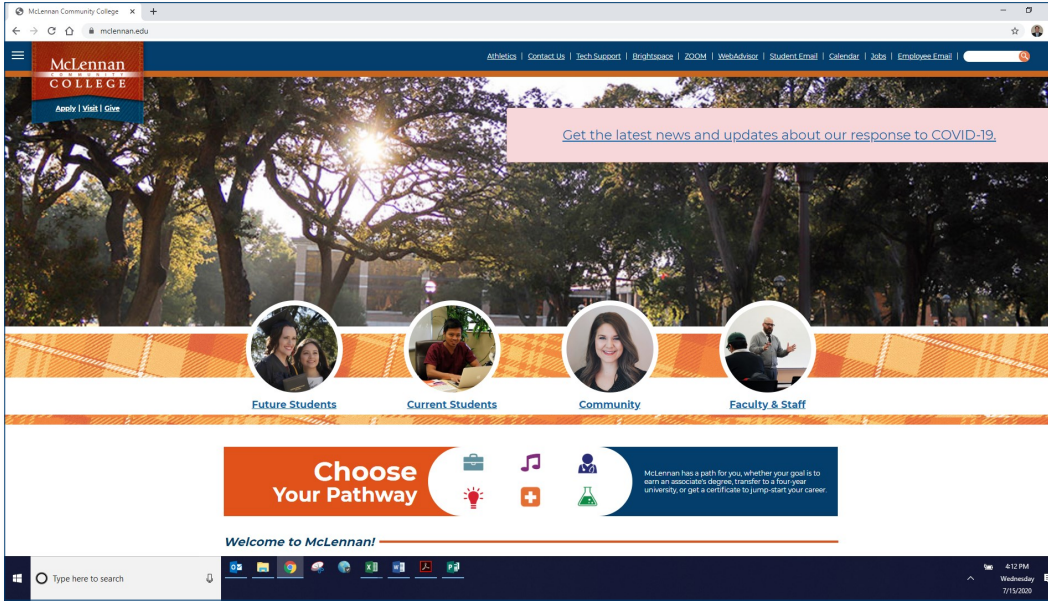 McLennan Community College
mclennan.edu
McLennan
COMMUNITY
COLLEGE
Apply | Visit | Give
Athletics | Contact Us | Tech Support | Brightspace | ZOOM | WebAdvisor | Student Email | Calendar | Jobs | Employee Email |
Get the latest news and updates about our response to COVID-19.
Future Students
Current Students
Community
Faculty & Staff
Choose
Your Pathway
McLennan has a path for you, whether your goal is to
earn an associate's degree, transfer to a four-year
university, or get a certificate to jump-start your career.
Welcome to McLennan!
Type here to search
4:12 PM
Wednesday
7/15/2020